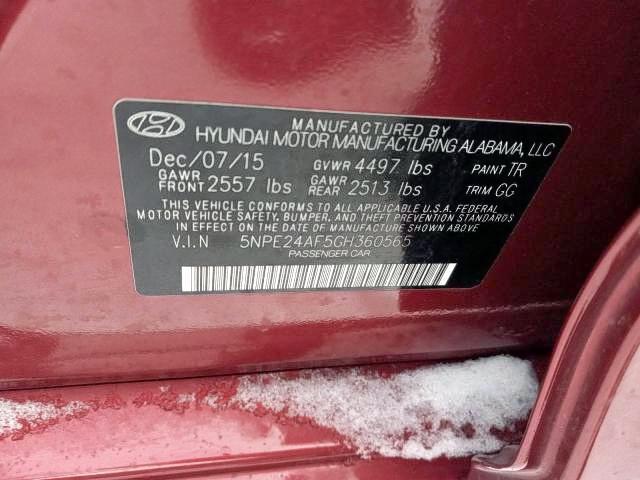 MANUFACTURED BY
HYUNDAI MOTOR MANUFACTURING ALABAMA, LLC
Dec/07/15 GVWR 4497 lbs PAINT TR
GAWR FRONT 2557 lbs GAWR REAR 2513 lbs TRIM GG
THIS VEHICLE CONFORMS TO ALL APPLICABLE U.S.A. FEDERAL
MOTOR VEHICLE SAFETY, BUMPER, AND THEFT PREVENTION STANDARDS
IN EFFECT ON THE DATE OF MANUFACTURE SHOWN ABOVE.
V.I.N 5NPE24AF5GH360565
PASSENGER CAR